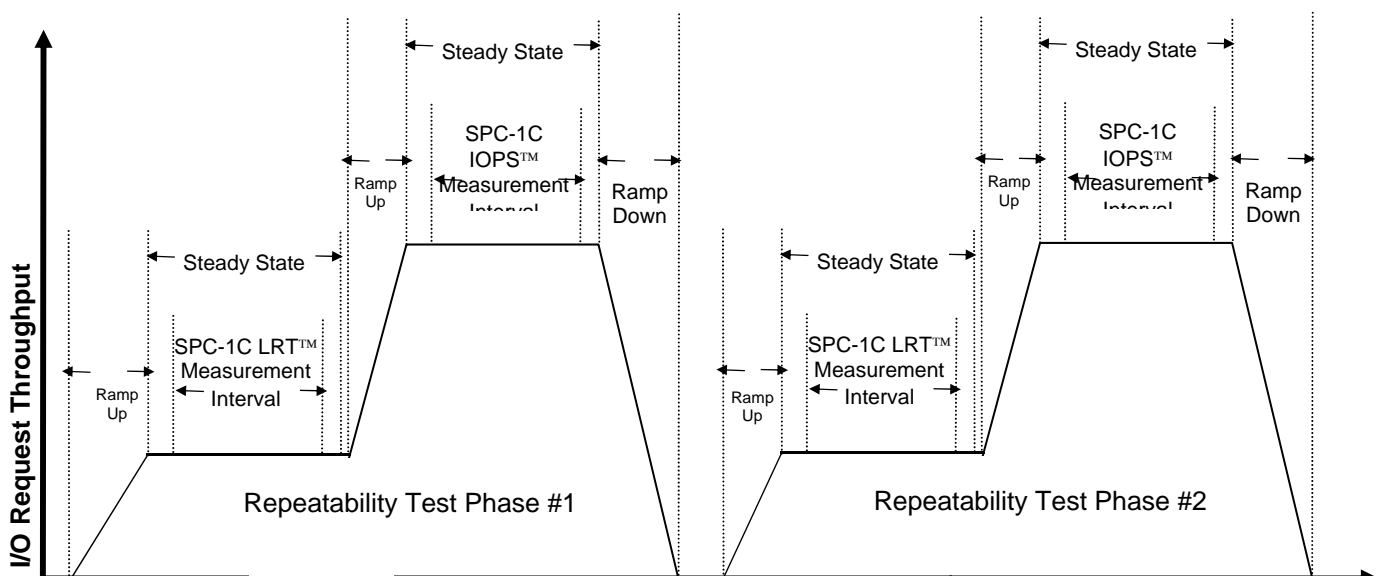 I/O Request Throughput
Steady State
SPC-1C
IOPS™
Measurement
Interval
Ramp
Up
Ramp
Down
Steady State
SPC-1C LRT™
Measurement
Interval
Ramp
Up
Repeatability Test Phase #1
Steady State
SPC-1C
IOPS™
Measurement
Interval
Ramp
Up
Ramp
Down
Steady State
SPC-1C LRT™
Measurement
Interval
Ramp
Up
Repeatability Test Phase #2